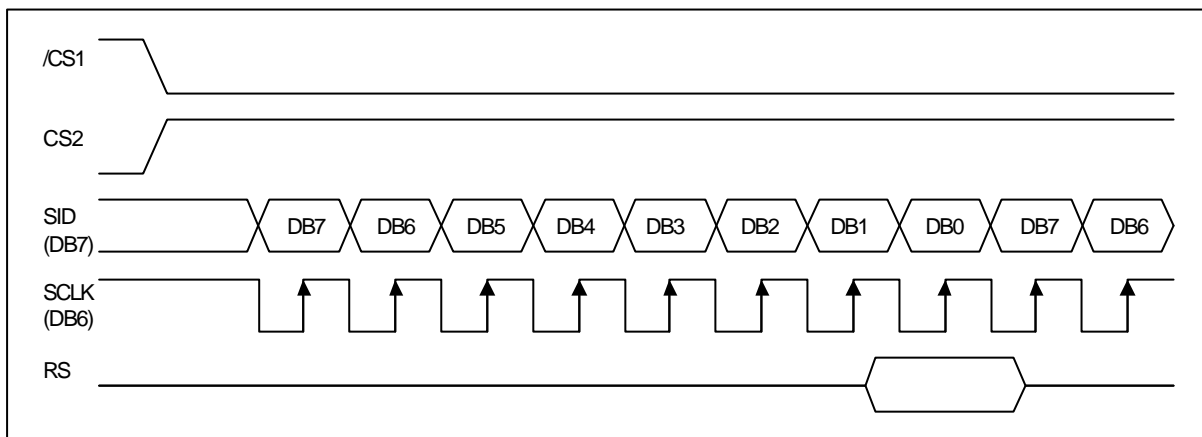 /CS1
CS2
SID
(DB7)
DB7 DB6 DB5 DB4 DB3 DB2 DB1 DB0 DB7 DB6
SCLK
(DB6)
RS